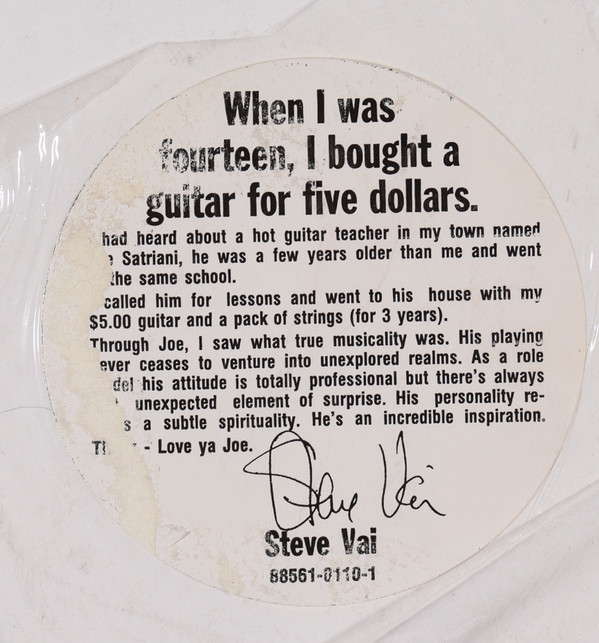 When I was
fourteen, I bought a
guitar for five dollars.
had heard about a hot guitar teacher in my town named
Satriani, he was a few years older than me and went
the same school.
called him for lessons and went to his house with my
$5.00 guitar and a pack of strings (for 3 years).
Through Joe, I saw what true musicality was. His playing
ever ceases to venture into unexplored realms. As a role
del his attitude is totally professional but there's always
unexpected element of surprise. His personality re-
s a subtle spirituality. He's an incredible inspiration.
- Love ya Joe.
Steve Vai
Steve Vai
88561-0110-1